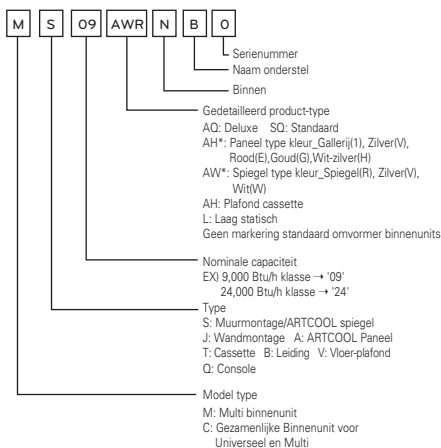 M S 09 AWR N B 0
Serienummer
Naam onderstel
Binnen
Gedetailleerd product-type
AQ: Deluxe SQ: Standaard
AH*: Paneel type kleur_Gallerij(1), Zilver(V),
Rood(E),Goud(G),Wit-zilver(H)
AW*: Spiegel type kleur_Spiegel(R), Zilver(V),
Wit(W)
AH: Plafond cassette
L: Laag statisch
Geen markering standaard omvormer binnenunits
Nominale capaciteit
EX) 9,000 Btu/h klasse → '09'
24,000 Btu/h klasse → '24'
Type
S: Muurmontage/ARTCOOL spiegel
J: Wandmontage A: ARTCOOL Paneel
T: Cassette B: Leiding V: Vloer-plafond
Q: Console
Model type
M: Multi binnenunit
C: Gezamenlijke Binnenunit voor
Universeel en Multi